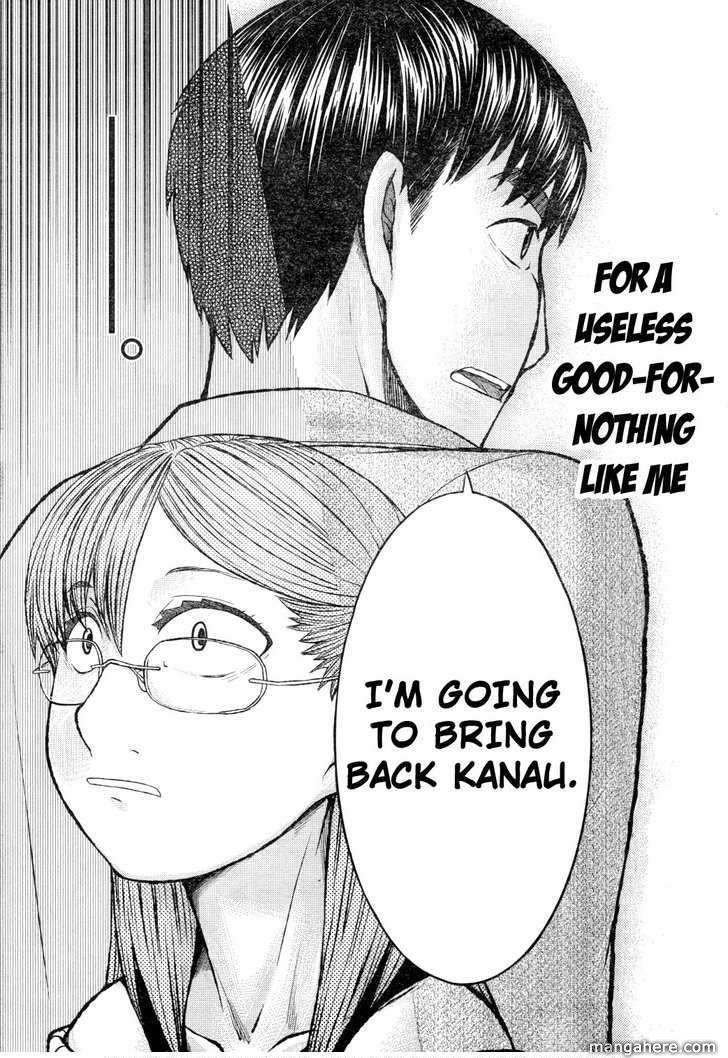 FOR A
USELESS
GOOD-FOR-
NOTHING
LIKE ME
I'M GOING
TO BRING
BACK KANAU.
mangahere.com